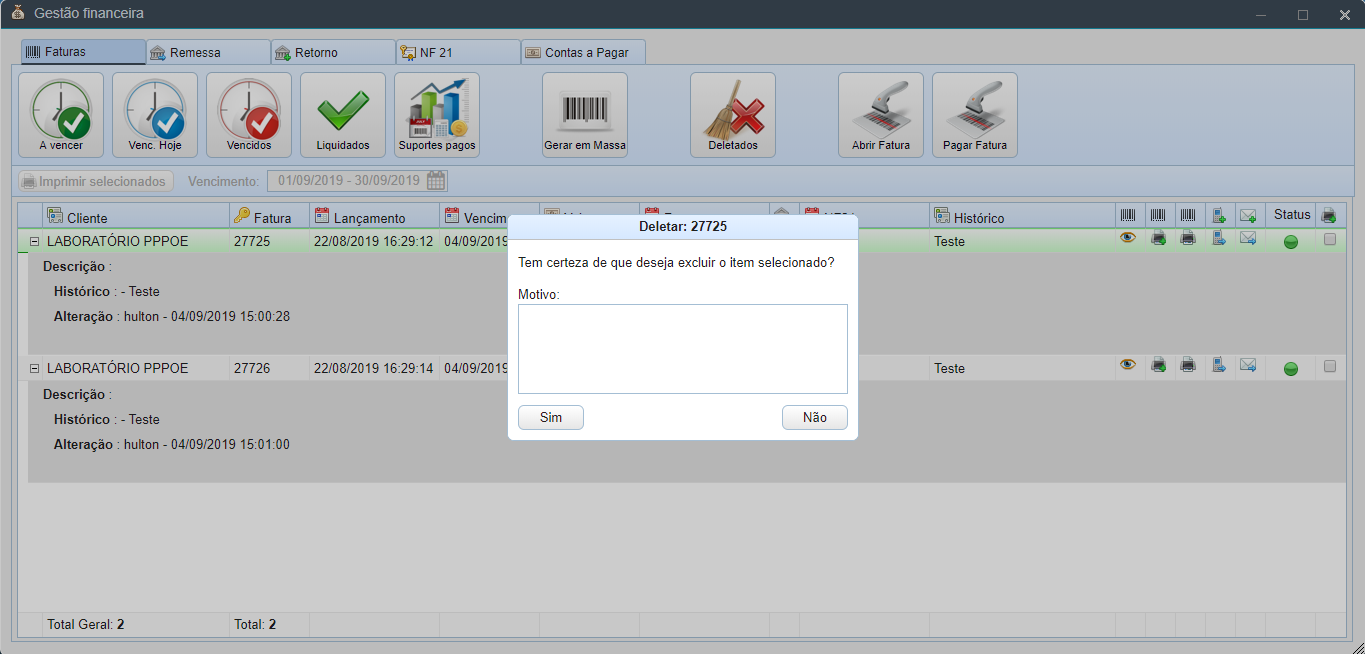 Gestão financeira
Faturas Remessa Retorno NF 21 Contas a Pagar
A vencer Venc. Hoje Vencidos Liquidados Suportes pagos Gerar em Massa Deletados Abrir Fatura Pagar Fatura
Imprimir selecionados Vencimento: 01/09/2019 - 30/09/2019
Cliente Fatura Lançamento Histórico Status
LABORATÓRIO PPPOE 27725 22/08/2019 16:29:12 04/09/2019 Teste
Descrição :
Histórico : - Teste
Alteração : hulton - 04/09/2019 15:00:28
LABORATÓRIO PPPOE 27726 22/08/2019 16:29:14 04/09/2019 Teste
Descrição :
Histórico : - Teste
Alteração : hulton - 04/09/2019 15:01:00
Total Geral: 2 Total: 2
Deletar: 27725
Tem certeza de que deseja excluir o item selecionado?
Motivo:
Sim Não